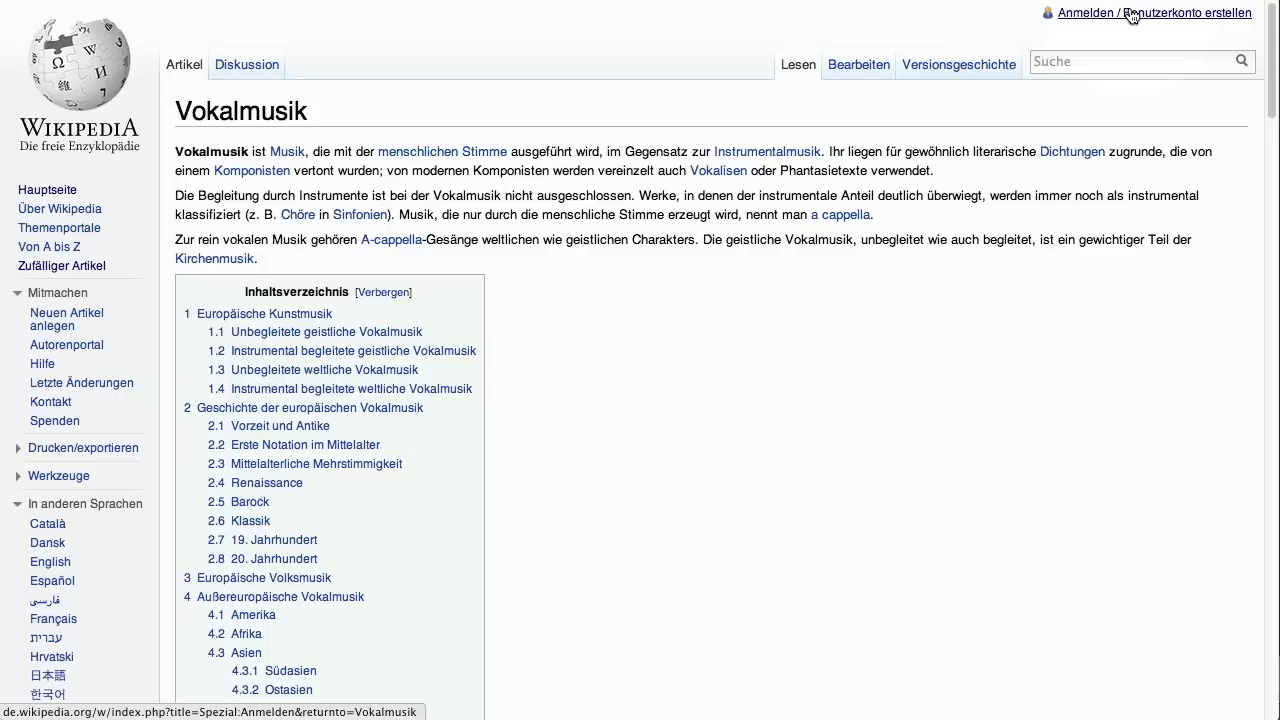 Anmelden / Benutzerkonto erstellen
Artikel Diskussion Lesen Bearbeiten Versionsgeschichte Suche
WIKIPEDIA
Die freie Enzyklopädie
Hauptseite
Über Wikipedia
Themenportale
Von A bis Z
Zufälliger Artikel
Mitmachen
Neuen Artikel
anlegen
Autorenportal
Hilfe
Letzte Änderungen
Kontakt
Spenden
Drucken/exportieren
Werkzeuge
In anderen Sprachen
Català
Dansk
English
Español
فارسی
Français
עברית
Hrvatski
日本語
한국어
Vokalmusik
Vokalmusik ist Musik, die mit der menschlichen Stimme ausgeführt wird, im Gegensatz zur Instrumentalmusik. Ihr liegen für gewöhnlich literarische Dichtungen zugrunde, die von
einem Komponisten vertont wurden; von modernen Komponisten werden vereinzelt auch Vokalisen oder Phantasietexte verwendet.
Die Begleitung durch Instrumente ist bei der Vokalmusik nicht ausgeschlossen. Werke, in denen der instrumentale Anteil deutlich überwiegt, werden immer noch als instrumental
klassifiziert (z. B. Chöre in Sinfonien). Musik, die nur durch die menschliche Stimme erzeugt wird, nennt man a cappella.
Zur rein vokalen Musik gehören A-cappella-Gesänge weltlichen wie geistlichen Charakters. Die geistliche Vokalmusik, unbegleitet wie auch begleitet, ist ein gewichtiger Teil der
Kirchenmusik.
Inhaltsverzeichnis [Verbergen]
1 Europäische Kunstmusik
1.1 Unbegleitete geistliche Vokalmusik
1.2 Instrumental begleitete geistliche Vokalmusik
1.3 Unbegleitete weltliche Vokalmusik
1.4 Instrumental begleitete weltliche Vokalmusik
2 Geschichte der europäischen Vokalmusik
2.1 Vorzeit und Antike
2.2 Erste Notation im Mittelalter
2.3 Mittelalterliche Mehrstimmigkeit
2.4 Renaissance
2.5 Barock
2.6 Klassik
2.7 19. Jahrhundert
2.8 20. Jahrhundert
3 Europäische Volksmusik
4 Außereuropäische Vokalmusik
4.1 Amerika
4.2 Afrika
4.3 Asien
4.3.1 Südasien
4.3.2 Ostasien
de.wikipedia.org/w/index.php?title=Spezial:Anmelden&returnto=Vokalmusik